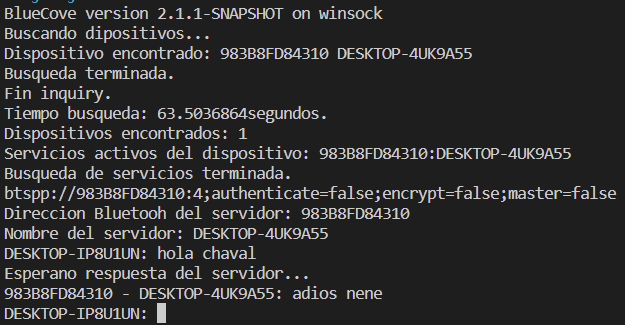 BlueCove version 2.1.1-SNAPSHOT on winsock
Buscando dipositivos...
Dispositivo encontrado: 983B8FD84310 DESKTOP-4UK9A55
Busqueda terminada.
Fin inquiry.
Tiempo busqueda: 63.5036864segundos.
Dispositivos encontrados: 1
Servicios activos del dispositivo: 983B8FD84310:DESKTOP-4UK9A55
Busqueda de servicios terminada.
btspp://983B8FD84310:4;authenticate=false;encrypt=false;master=false
Direccion Bluetooh del servidor: 983B8FD84310
Nombre del servidor: DESKTOP-4UK9A55
DESKTOP-IP8U1UN: hola chaval
Esperano respuesta del servidor...
983B8FD84310 - DESKTOP-4UK9A55: adios nene
DESKTOP-IP8U1UN: